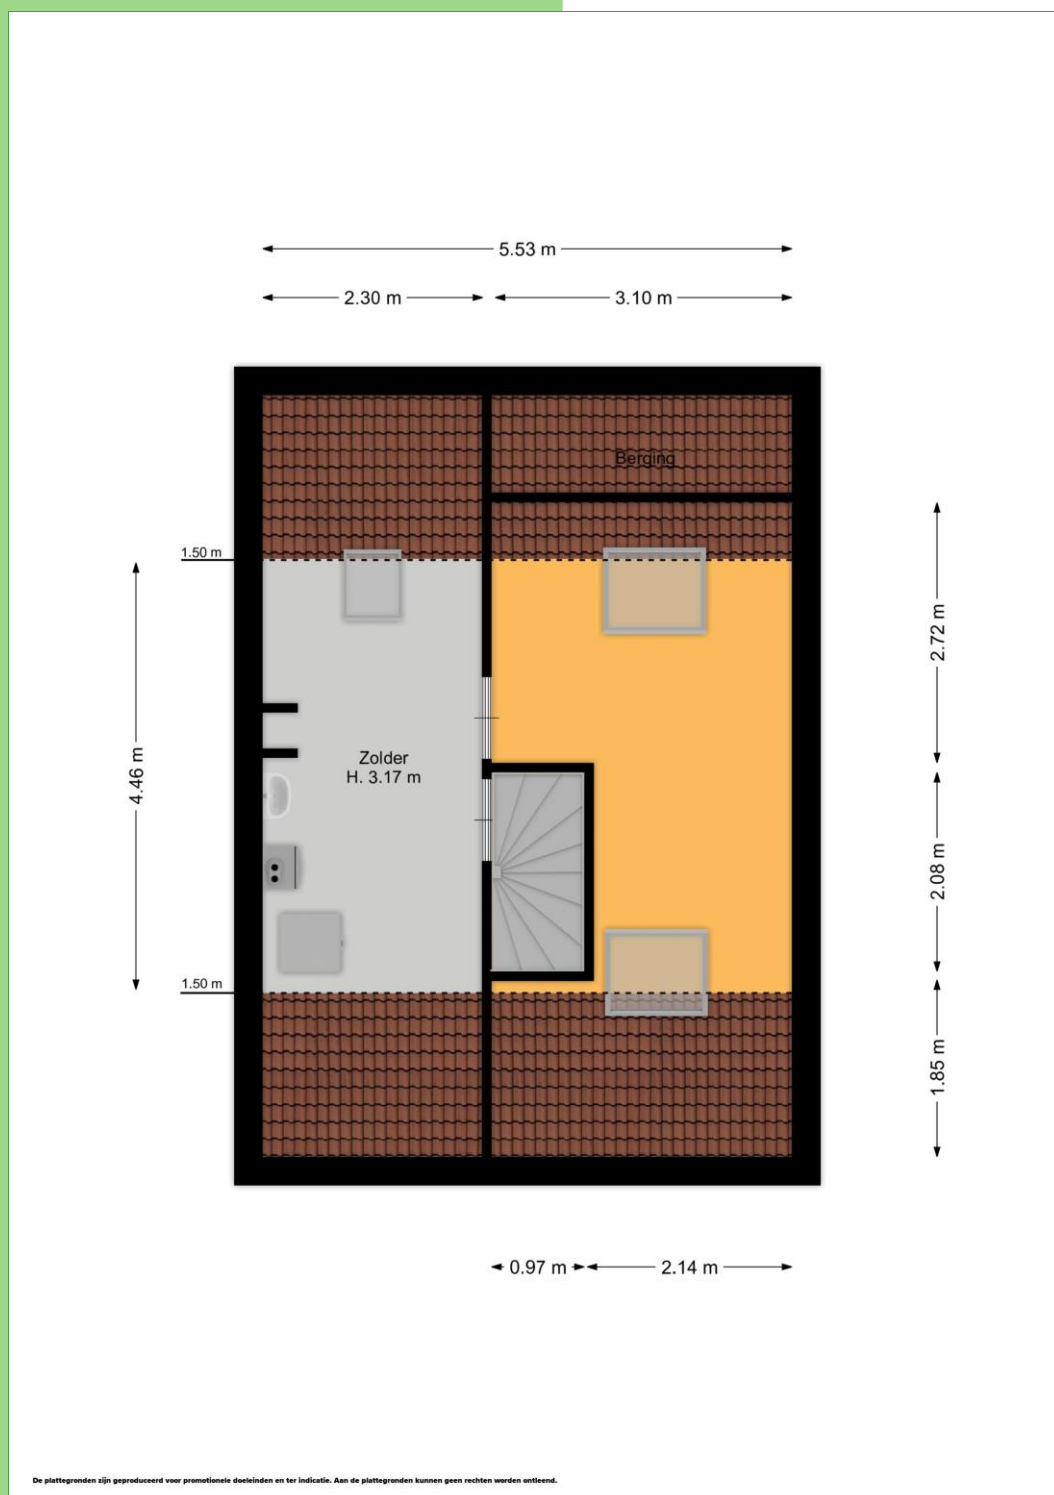 5.53 m
2.30 m
3.10 m
Berging
1.50 m
2.72 m
4.46 m
Zolder
H. 3.17 m
2.08 m
1.50 m
1.85 m
0.97 m
2.14 m
De plattegronden zijn geproduceerd voor promotionele doeleinden en ter indicatie. Aan de plattegronden kunnen geen rechten worden ontleend.